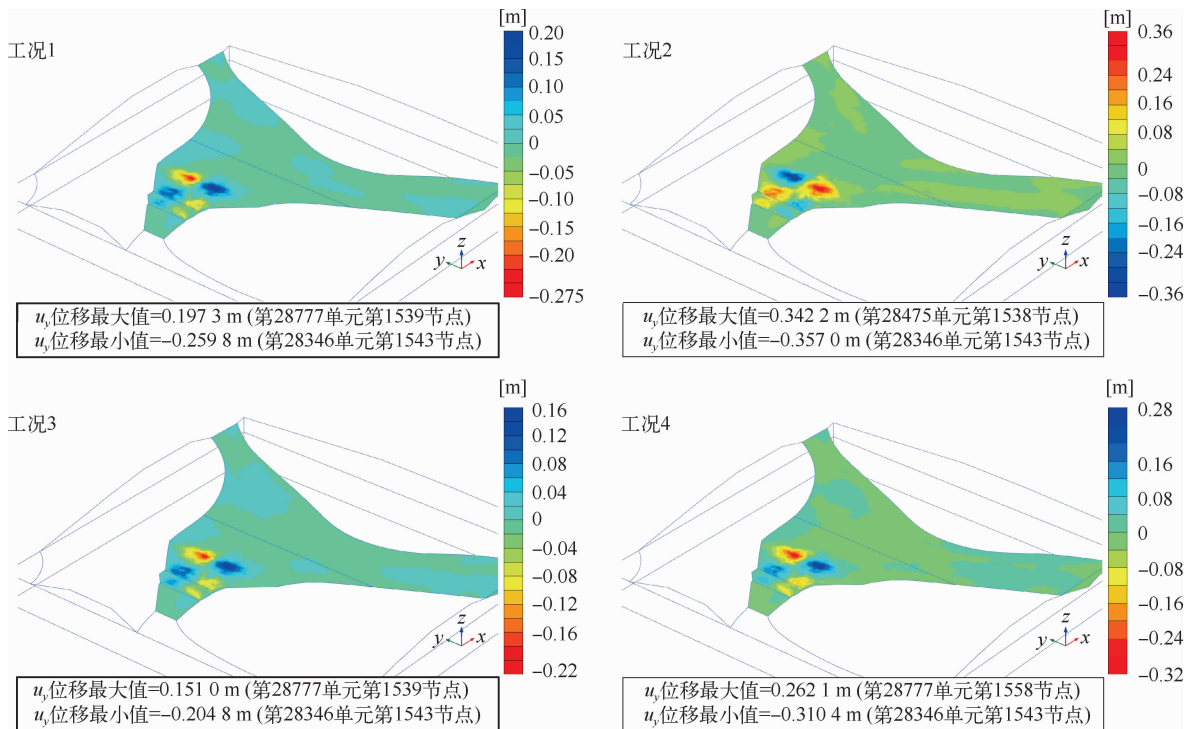 工况1
[m]
0.20
0.15
0.10
0.05
0
−0.05
−0.10
−0.15
−0.20
−0.275
z
y
x
u_y位移最大值=0.197 3 m (第28777单元第1539节点)
u_y位移最小值=−0.259 8 m (第28346单元第1543节点)
工况2
[m]
0.36
0.24
0.16
0.08
0
−0.08
−0.16
−0.24
−0.36
z
y
x
u_y位移最大值=0.342 2 m (第28475单元第1538节点)
u_y位移最小值=−0.357 0 m (第28346单元第1543节点)
工况3
[m]
0.16
0.12
0.08
0.04
0
−0.04
−0.08
−0.12
−0.16
−0.22
z
y
x
u_y位移最大值=0.151 0 m (第28777单元第1539节点)
u_y位移最小值=−0.204 8 m (第28346单元第1543节点)
工况4
[m]
0.28
0.16
0.08
0
−0.08
−0.16
−0.24
−0.32
z
y
x
u_y位移最大值=0.262 1 m (第28777单元第1558节点)
u_y位移最小值=−0.310 4 m (第28346单元第1543节点)